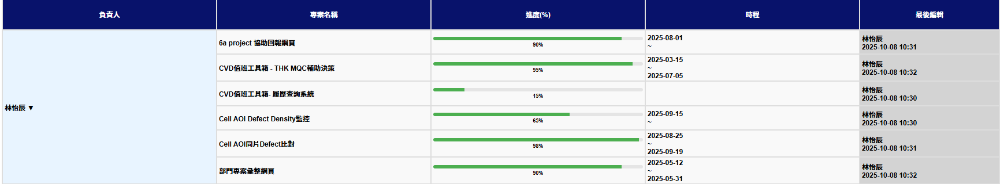 負責人 專案名稱 進度(%) 時程 最後編輯
林怡辰 ▼
6a project 協助回報網頁
90%
2025-08-01
~
林怡辰
2025-10-08 10:31
CVD值班工具箱 - THK MQC輔助決策
95%
2025-03-15
~
2025-07-05
林怡辰
2025-10-08 10:32
CVD值班工具箱- 履歷查詢系統
15%
林怡辰
2025-10-08 10:30
Cell AOI Defect Density監控
65%
2025-09-15
~
林怡辰
2025-10-08 10:30
Cell AOI同片Defect比對
98%
2025-08-25
~
2025-09-19
林怡辰
2025-10-08 10:31
部門專案彙整網頁
90%
2025-05-12
~
2025-05-31
林怡辰
2025-10-08 10:32